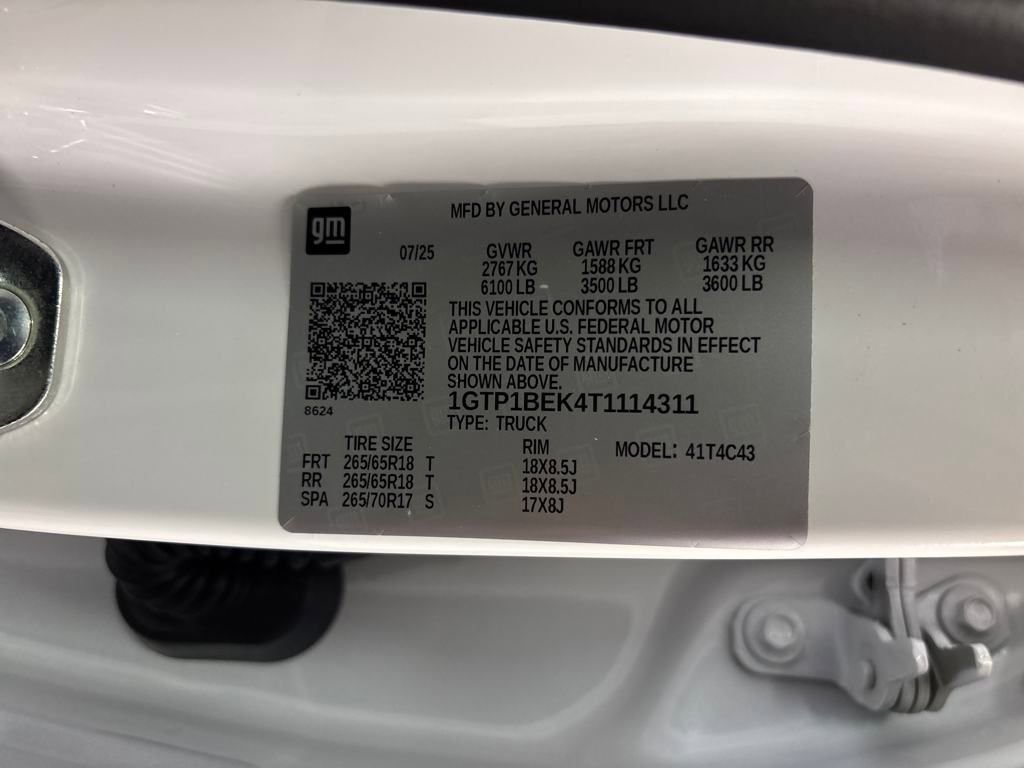 gm
MFD BY GENERAL MOTORS LLC
07/25
GVWR GAWR FRT GAWR RR
2767 KG 1588 KG 1633 KG
6100 LB 3500 LB 3600 LB
THIS VEHICLE CONFORMS TO ALL
APPLICABLE U.S. FEDERAL MOTOR
VEHICLE SAFETY STANDARDS IN EFFECT
ON THE DATE OF MANUFACTURE
SHOWN ABOVE.
8624
1GTP1BEK4T1114311
TYPE: TRUCK
TIRE SIZE RIM MODEL: 41T4C43
FRT 265/65R18 T 18X8.5J
RR 265/65R18 T 18X8.5J
SPA 265/70R17 S 17X8J